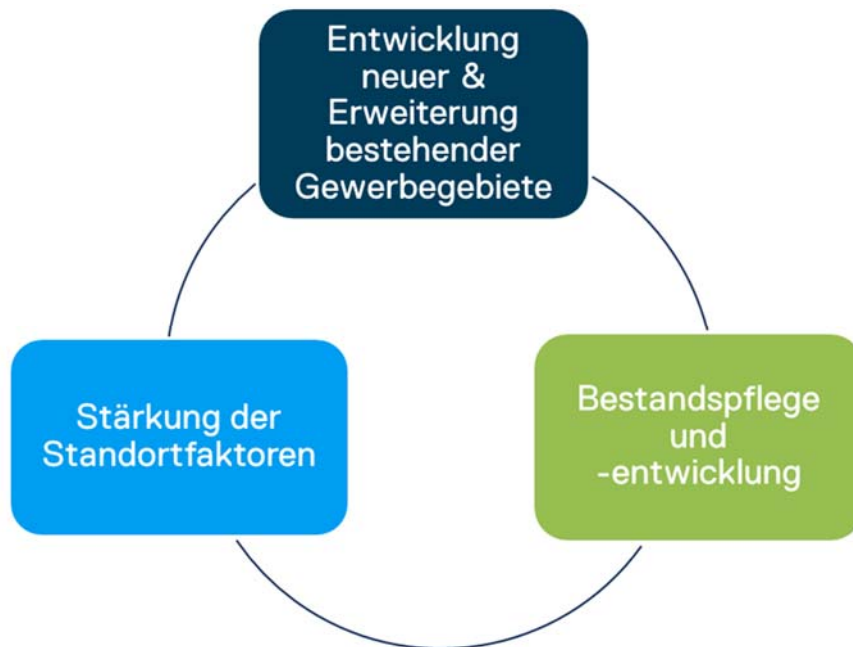 Entwicklung
neuer &
Erweiterung
bestehender
Gewerbegebiete
Stärkung der
Standortfaktoren
Bestandspflege
und
-entwicklung